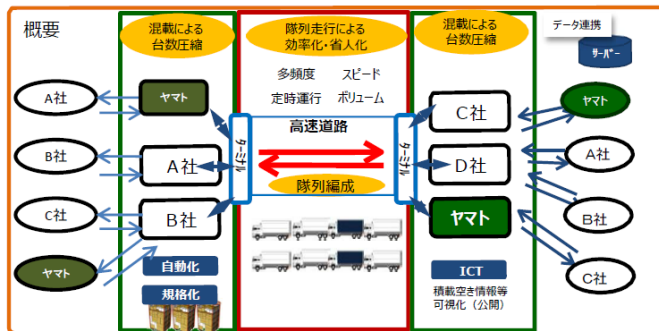 概要
混載による
台数圧縮
隊列走行による
効率化・省人化
混載による
台数圧縮
データ連携
サーバー
多頻度 スピード
定時運行 ボリューム
高速道路
隊列編成
A社
B社
C社
ヤマト
ヤマト
A社
B社
自動化
規格化
ターミナル
ターミナル
C社
D社
ヤマト
ICT
積載空き情報等
可視化(公開)
ヤマト
A社
B社
C社